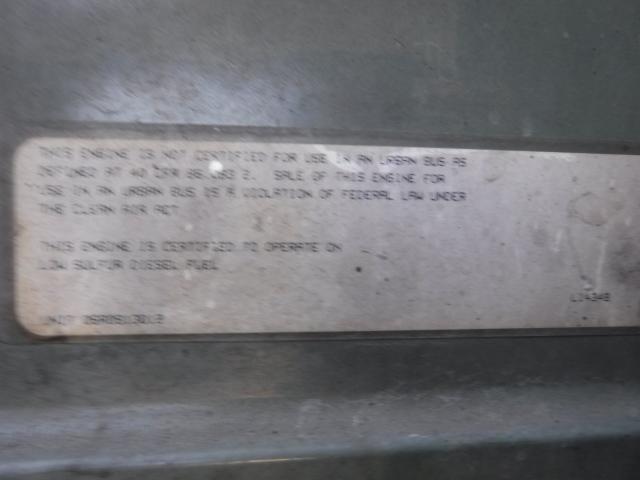 THIS ENGINE IS NOT CERTIFIED FOR USE IN AN URBAN BUS AS
DEFINED AT 40 CFR 86.093 2. SALE OF THIS ENGINE FOR
USE IN AN URBAN BUS IS A VIOLATION OF FEDERAL LAW UNDER
THE CLEAN AIR ACT
THIS ENGINE IS CERTIFIED TO OPERATE ON
LOW SULFUR DIESEL FUEL
UNIT
L14348